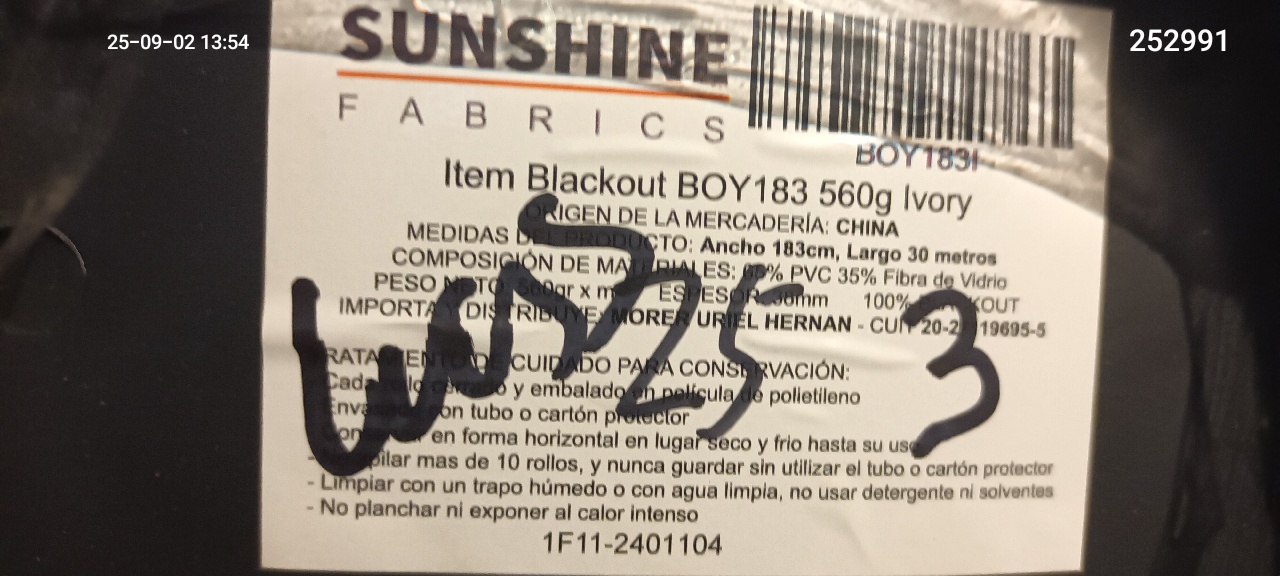 25-09-02 13:54
252991
SUNSHINE
FABRICS
BOY183I
Item Blackout BOY183 560g Ivory
ORIGEN DE LA MERCADERÍA: CHINA
MEDIDAS DEL PRODUCTO: Ancho 183cm, Largo 30 metros
COMPOSICIÓN DE MATERIALES: 65% PVC 35% Fibra de Vidrio
PESO NETO: 560gr x m ESPESOR 100%
IMPORTA Y DISTRIBUYE: MORER URIEL HERNAN - CUIT
TRATAMIENTO DE CUIDADO PARA CONSERVACIÓN:
Cada rollo cerrado y embalado en película de polietileno
Envasado con tubo o cartón protector
en forma horizontal en lugar seco y frio hasta su uso
mas de 10 rollos, y nunca guardar sin utilizar el tubo o cartón protector
- Limpiar con un trapo húmedo o con agua limpia, no usar detergente ni solventes
- No planchar ni exponer al calor intenso
1F11-2401104
3